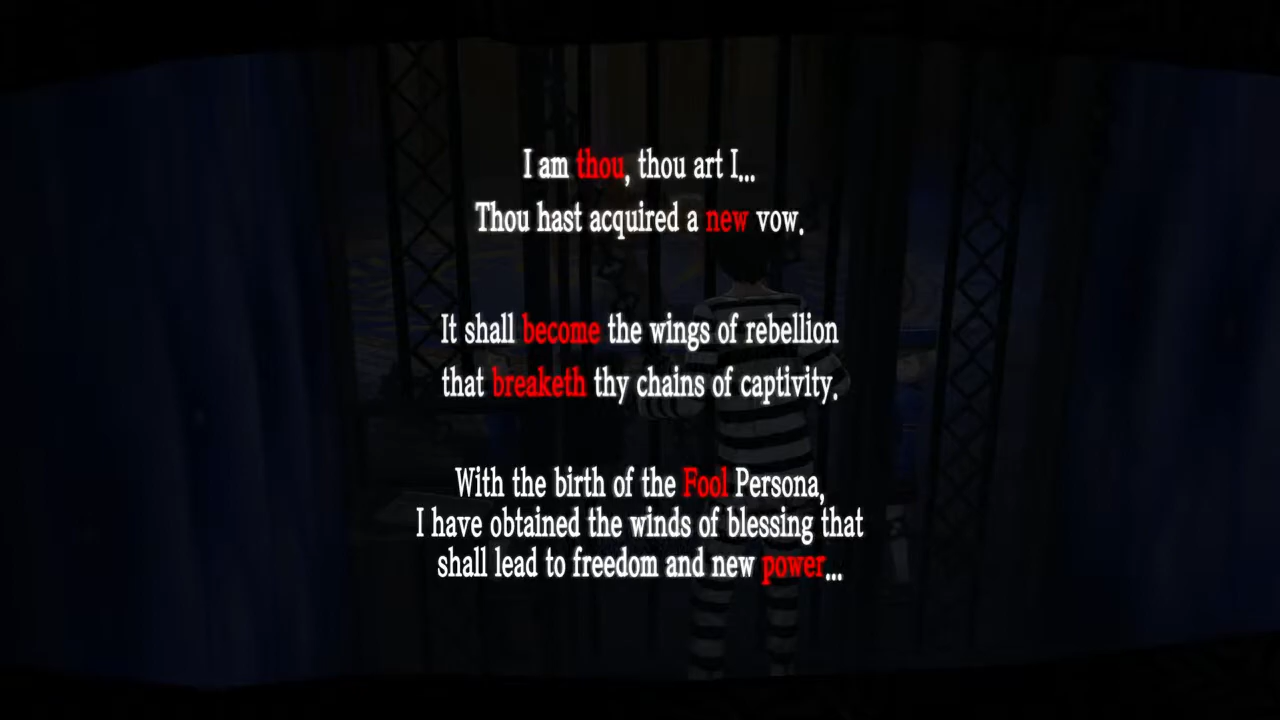 I am thou, thou art I...
Thou hast acquired a new vow.
It shall become the wings of rebellion
that breaketh thy chains of captivity.
With the birth of the Fool Persona,
I have obtained the winds of blessing that
shall lead to freedom and new power...